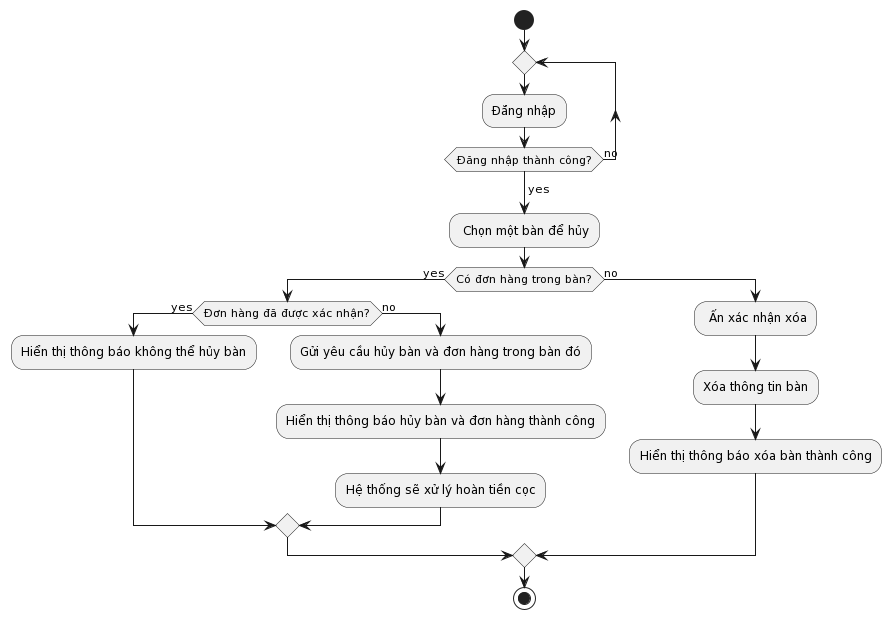 Đăng nhập
Đăng nhập thành công?
no
yes
Chọn một bàn để hủy
yes
Có đơn hàng trong bàn?
no
yes
Đơn hàng đã được xác nhận?
no
Ấn xác nhận xóa
Hiển thị thông báo không thể hủy bàn
Gửi yêu cầu hủy bàn và đơn hàng trong bàn đó
Xóa thông tin bàn
Hiển thị thông báo hủy bàn và đơn hàng thành công
Hiển thị thông báo xóa bàn thành công
Hệ thống sẽ xử lý hoàn tiền cọc